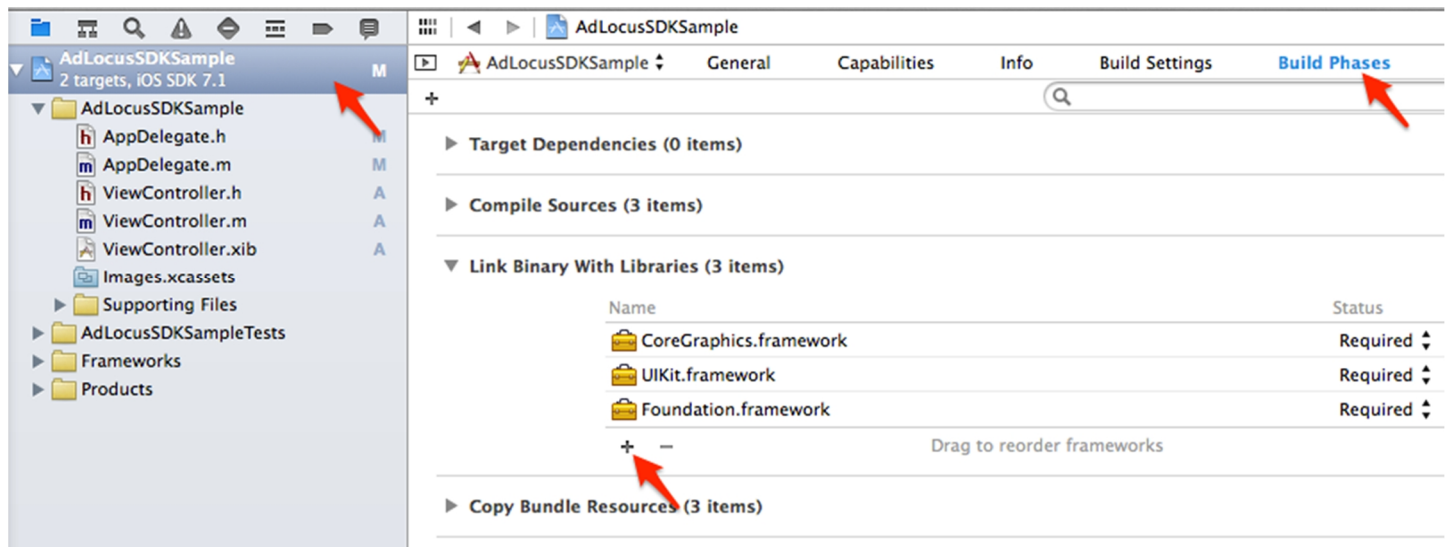 AdLocusSDKSample
AdLocusSDKSample
2 targets, iOS SDK 7.1
M
AdLocusSDKSample General Capabilities Info Build Settings Build Phases
AdLocusSDKSample
AppDelegate.h M
AppDelegate.m M
ViewController.h A
ViewController.m A
ViewController.xib A
Images.xcassets
Supporting Files
AdLocusSDKSampleTests
Frameworks
Products
Target Dependencies (0 items)
Compile Sources (3 items)
Link Binary With Libraries (3 items)
Name Status
CoreGraphics.framework Required
UIKit.framework Required
Foundation.framework Required
Drag to reorder frameworks
Copy Bundle Resources (3 items)